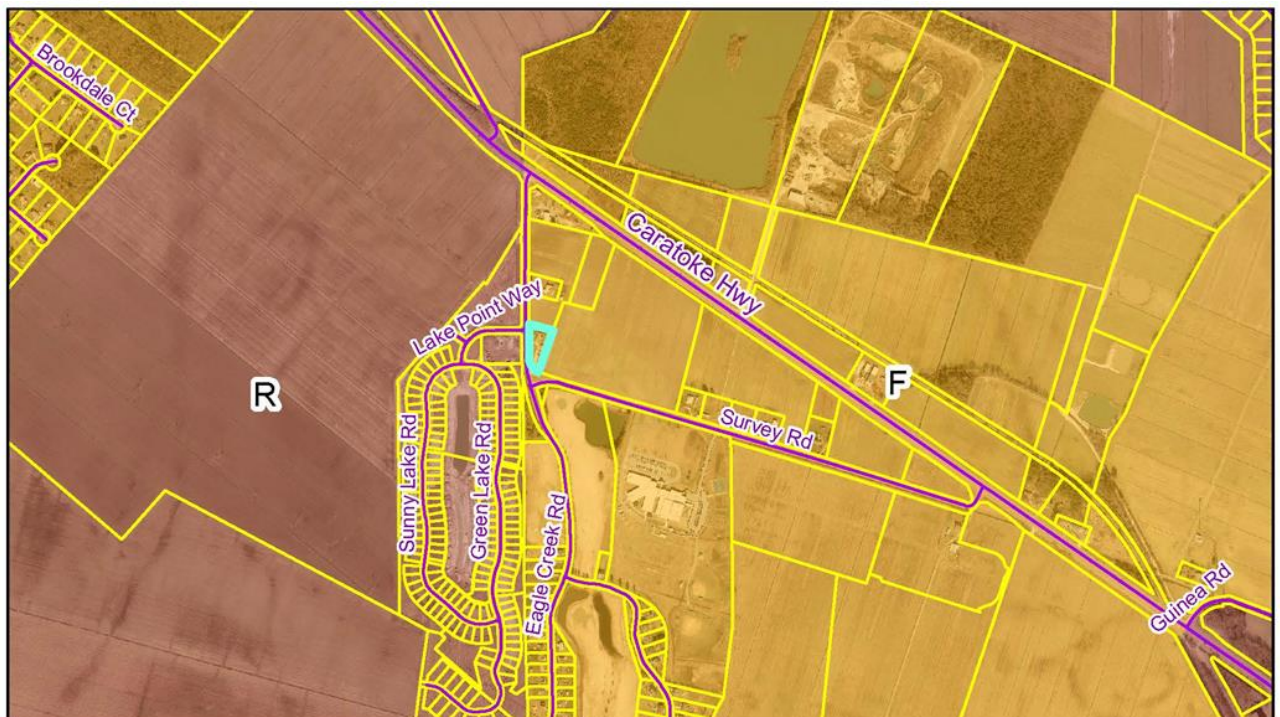 Brookdale Ct
Caratoke Hwy
Lake Point Way
R
F
Survey Rd
Sunny Lake Rd
Green Lake Rd
Eagle Creek Rd
Guinea Rd